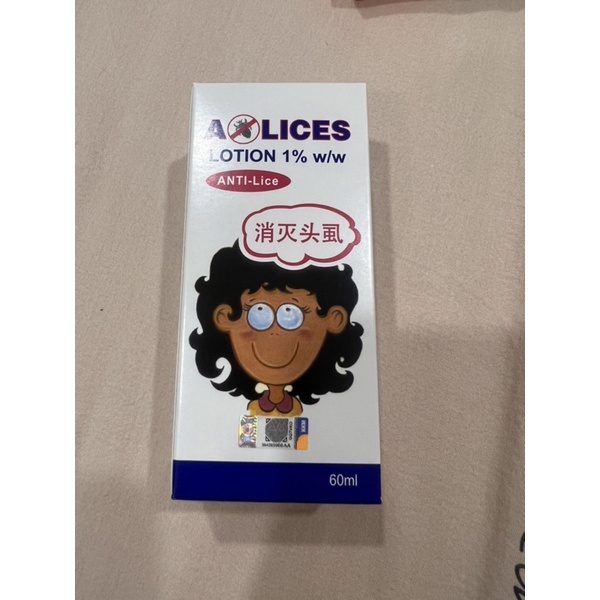 A LICES
LOTION 1% w/w
ANTI-Lice
消灭头虱
60ml